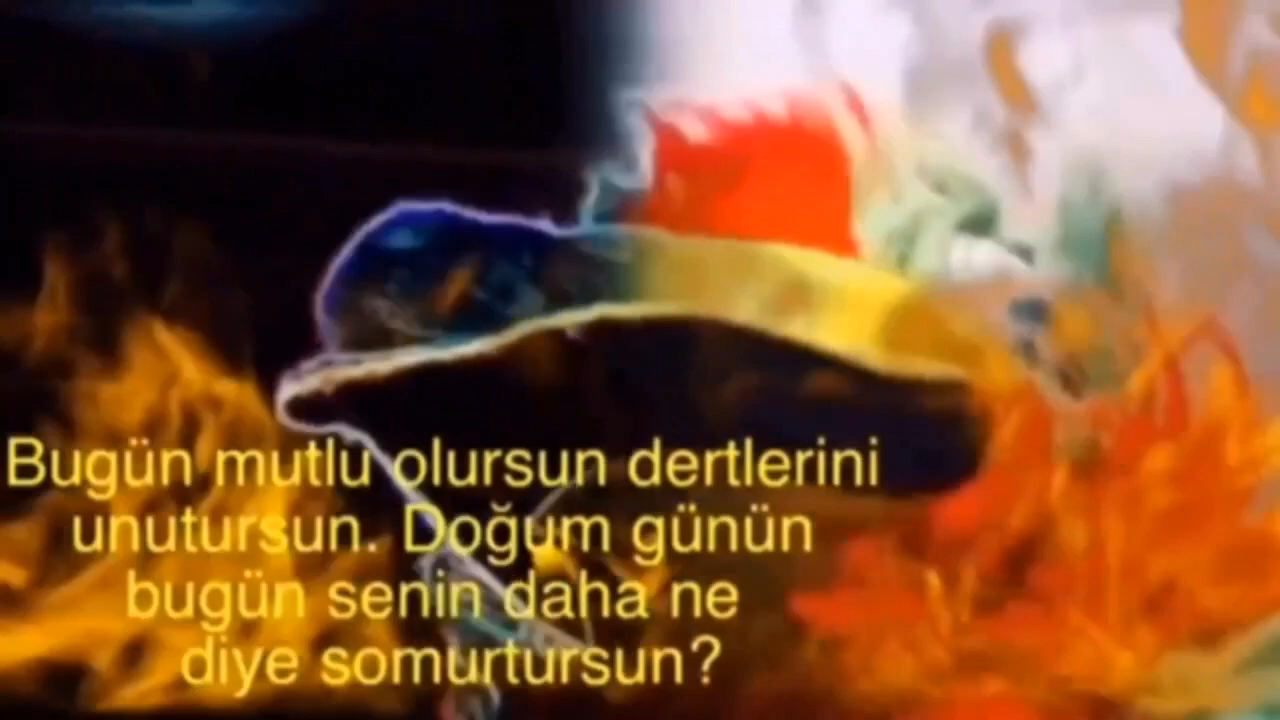 Bugün mutlu olursun dertlerini
unutursun. Doğum günün
bugün senin daha ne
diye somurtursun?